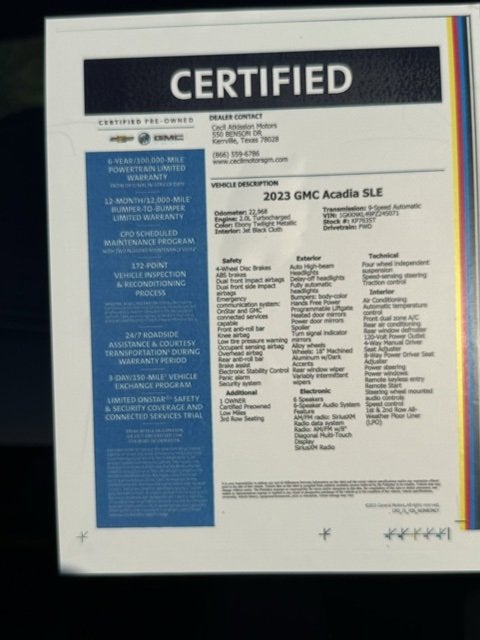 CERTIFIED
CERTIFIED PRE-OWNED
GMC
6-YEAR/100,000-MILE
POWERTRAIN LIMITED
WARRANTY
12-MONTH/12,000-MILE
BUMPER-TO-BUMPER
LIMITED WARRANTY
CPO SCHEDULED
MAINTENANCE PROGRAM
172-POINT
VEHICLE INSPECTION
& RECONDITIONING
PROCESS
24/7 ROADSIDE
ASSISTANCE & COURTESY
TRANSPORTATION DURING
WARRANTY PERIOD
3-DAY/150-MILE VEHICLE
EXCHANGE PROGRAM
LIMITED ONSTAR SAFETY
& SECURITY COVERAGE AND
CONNECTED SERVICES TRIAL
DEALER CONTACT
Cecil Atkission Motors
550 BENSON DR
Kerrville, Texas 78028
(866) 559-6786
www.cecilmotorsgm.com
VEHICLE DESCRIPTION
2023 GMC Acadia SLE
Odometer: 22,968
Engine: 2.0L Turbocharged
Color: Ebony Twilight Metallic
Interior: Jet Black Cloth
Transmission: 9-Speed Automatic
Stock #: KP7835T
Drivetrain: FWD
Safety
4-Wheel Disc Brakes
ABS brakes
Dual front impact airbags
Dual front side impact
airbags
Emergency
communication system:
OnStar and GMC
connected services
capable
Front anti-roll bar
Knee airbag
Low tire pressure warning
Occupant sensing airbag
Overhead airbag
Rear anti-roll bar
Brake assist
Electronic Stability Control
Panic alarm
Security system
Additional
1 OWNER
Certified Preowned
Low Miles
3rd Row Seating
Exterior
Auto High-beam
Headlights
Delay-off headlights
Fully automatic
headlights
Bumpers: body-color
Hands Free Power
Programmable Liftgate
Heated door mirrors
Power door mirrors
Spoiler
Turn signal indicator
mirrors
Alloy wheels
Wheels: 18" Machined
Aluminum w/Dark
Accents
Rear window wiper
Variably intermittent
wipers
Electronic
6 Speakers
6-Speaker Audio System
Feature
AM/FM radio: SiriusXM
Radio data system
Radio: AM/FM w/8"
Diagonal Multi-Touch
Display
SiriusXM Radio
Technical
Four wheel independent
suspension
Speed-sensing steering
Traction control
Interior
Air Conditioning
Automatic temperature
control
Front dual zone A/C
Rear air conditioning
Rear window defroster
120-Volt Power Outlet
4-Way Manual Driver
Seat Adjuster
8-Way Power Driver Seat
Adjuster
Power steering
Power windows
Remote keyless entry
Remote Start
Steering wheel mounted
audio controls
Speed control
1st & 2nd Row All-
Weather Floor Liner
(LPO)